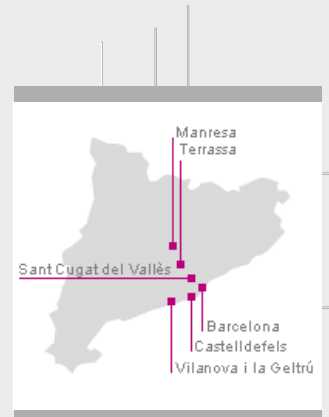 Manresa
Terrassa
Sant Cugat del Vallès
Barcelona
Castelldefels
Vilanova i la Geltrú